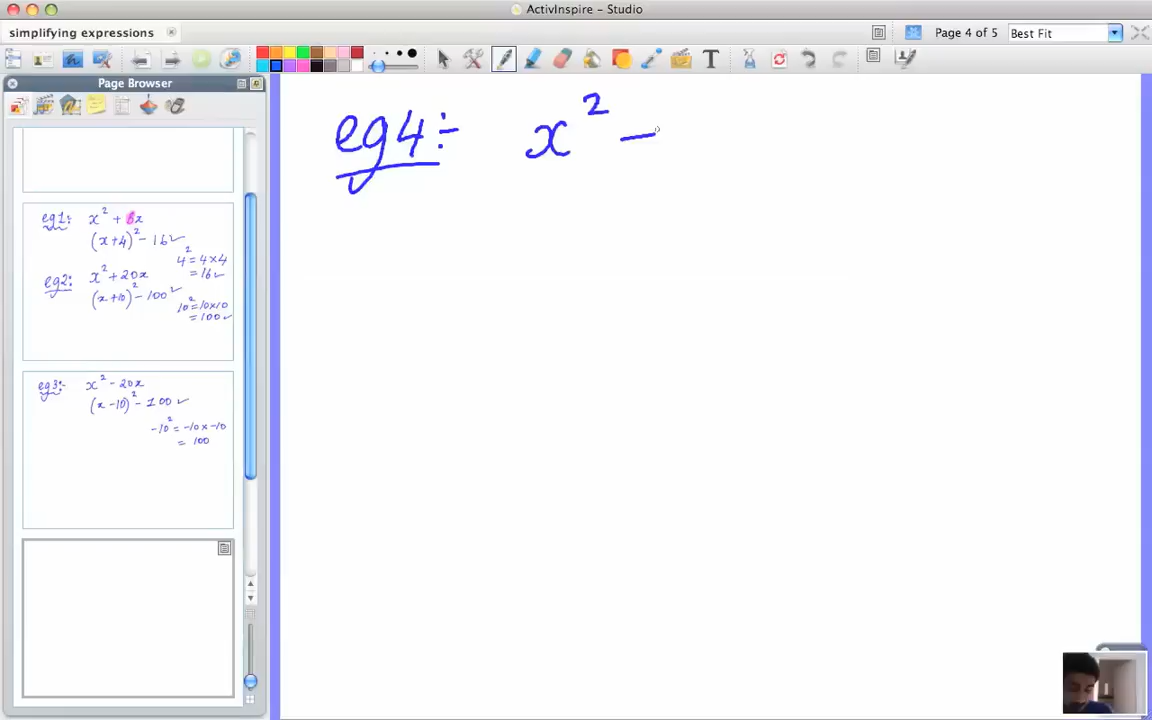 ActivInspire – Studio
simplifying expressions
Page 4 of 5
Best Fit
Page Browser
eg1: x² + 8x
(x+4)² – 16 ✓
4² = 4×4
= 16 ✓
eg2: x² + 20x
(x+10)² – 100 ✓
10² = 10×10
= 100 ✓
eg3:- x² – 20x
(x –10)² – 100 ✓
–10² = –10 × –10
= 100
eg4:- x² –